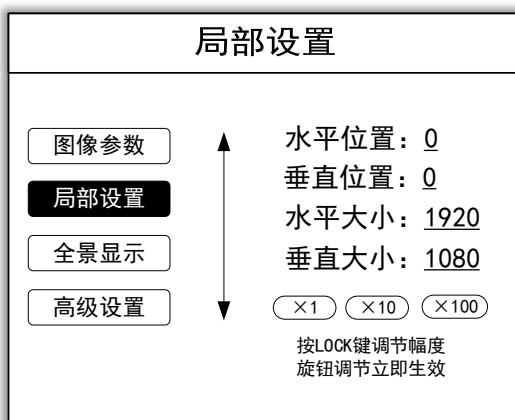 局部设置
图像参数
局部设置
全景显示
高级设置
水平位置：0
垂直位置：0
水平大小：1920
垂直大小：1080
×1 ×10 ×100
按LOCK键调节幅度
旋钮调节立即生效